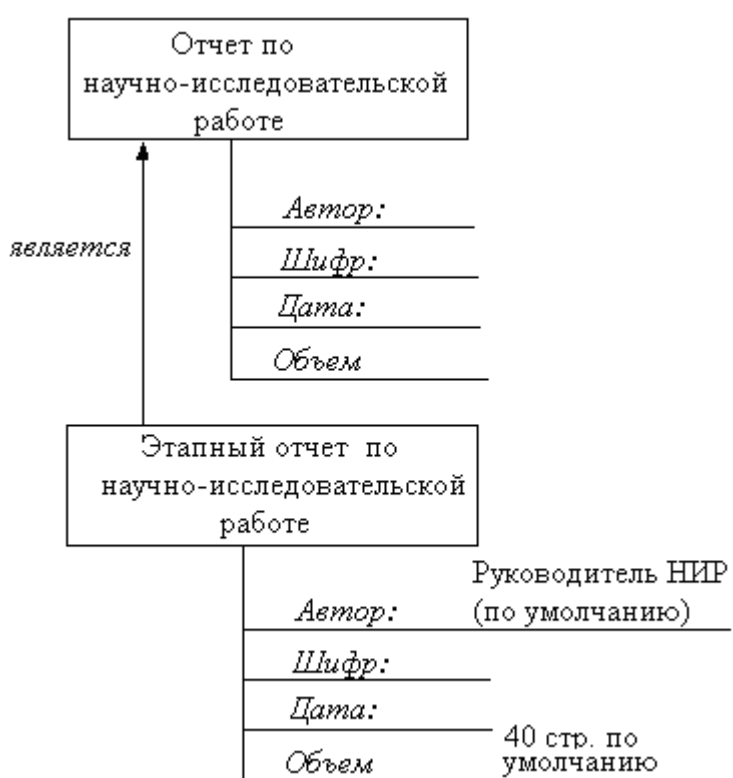 Отчет по
научно-исследовательской
работе
является
Автор:
Шифр:
Дата:
Объем
Этапный отчет по
научно-исследовательской
работе
Руководитель НИР
Автор: (по умолчанию)
Шифр:
Дата:
40 стр. по
Объем умолчанию